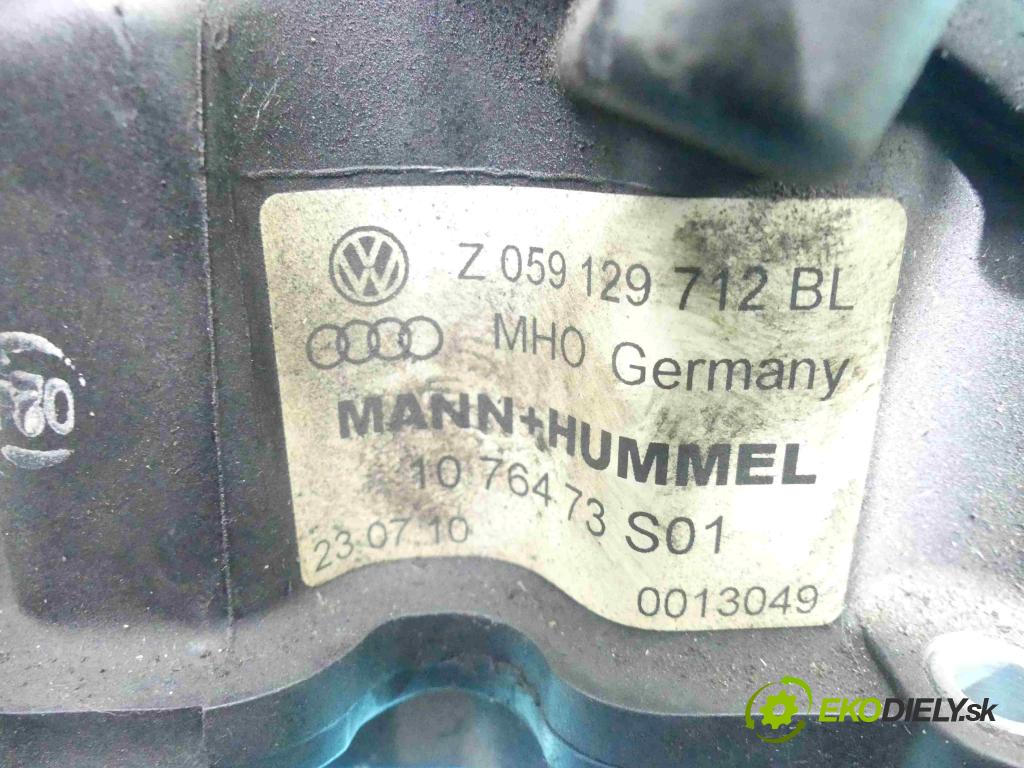 Z 059 129 712 BL
MHO Germany
MANN+HUMMEL
10 764 73 S01
23.07.10
0013049
EKODIELY.sk